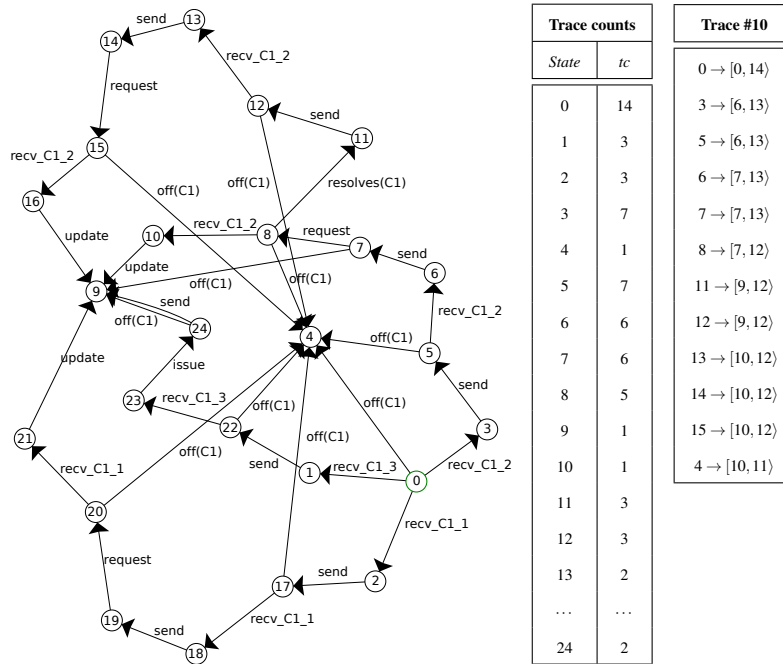 send
13
14
recv_C1_2
request
12
send
11
15
recv_C1_2
off(C1)
off(C1)
resolves(C1)
16
update
10
recv_C1_2
8
request
7
send
update
off(C1)
off(C1)
6
9
send
off(C1)
24
recv_C1_2
4
off(C1)
5
issue
update
send
23
recv_C1_3
off(C1)
3
21
off(C1)
22
off(C1)
recv_C1_2
recv_C1_1
send
1
recv_C1_3
0
20
recv_C1_1
request
17
send
2
19
recv_C1_1
send
18
Trace counts
State tc
0 14
1 3
2 3
3 7
4 1
5 7
6 6
7 6
8 5
9 1
10 1
11 3
12 3
13 2
... ...
24 2
Trace #10
0 → [0,14⟩
3 → [6,13⟩
5 → [6,13⟩
6 → [7,13⟩
7 → [7,13⟩
8 → [7,12⟩
11 → [9,12⟩
12 → [9,12⟩
13 → [10,12⟩
14 → [10,12⟩
15 → [10,12⟩
4 → [10,11⟩